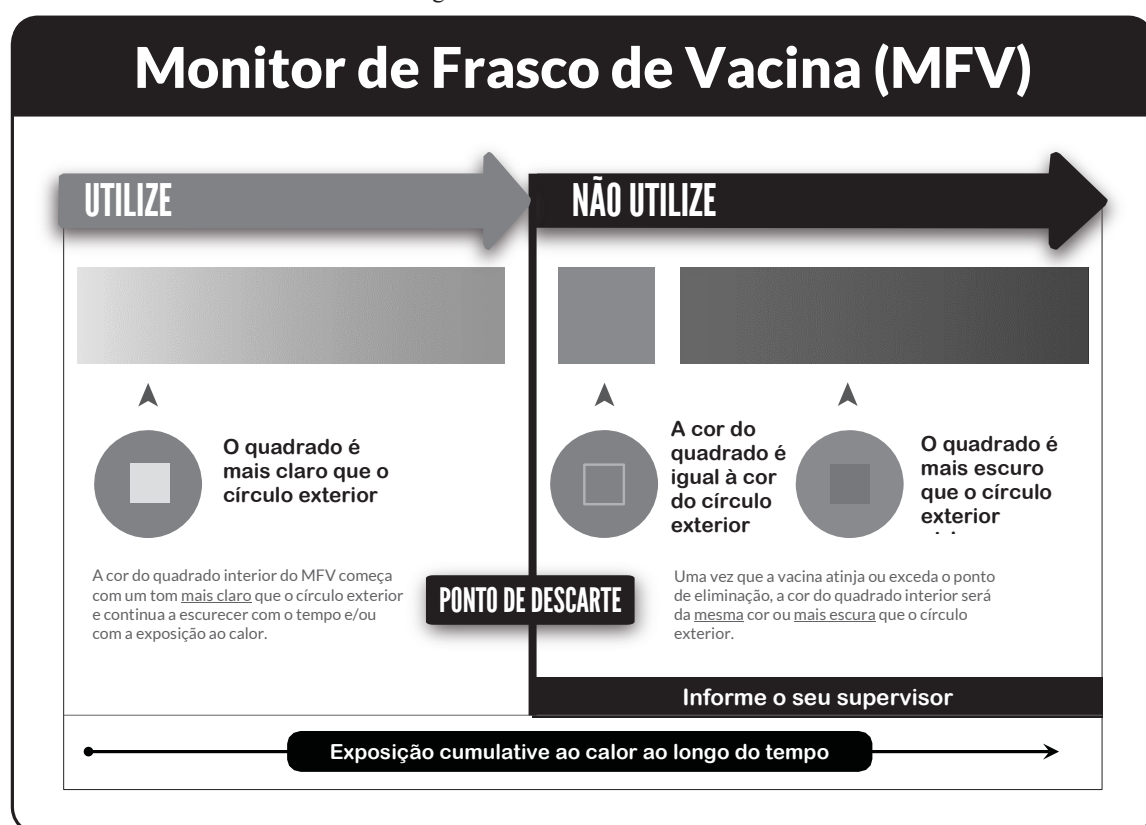 Monitor de Frasco de Vacina (MFV)
UTILIZE
NÃO UTILIZE
O quadrado é
mais claro que o
círculo exterior
A cor do
quadrado é
igual à cor
do círculo
exterior
O quadrado é
mais escuro
que o círculo
exterior
A cor do quadrado interior do MFV começa
com um tom mais claro que o círculo exterior
e continua a escurecer com o tempo e/ou
com a exposição ao calor.
PONTO DE DESCARTE
Uma vez que a vacina atinja ou exceda o ponto
de eliminação, a cor do quadrado interior será
da mesma cor ou mais escura que o círculo
exterior.
Informe o seu supervisor
Exposição cumulative ao calor ao longo do tempo